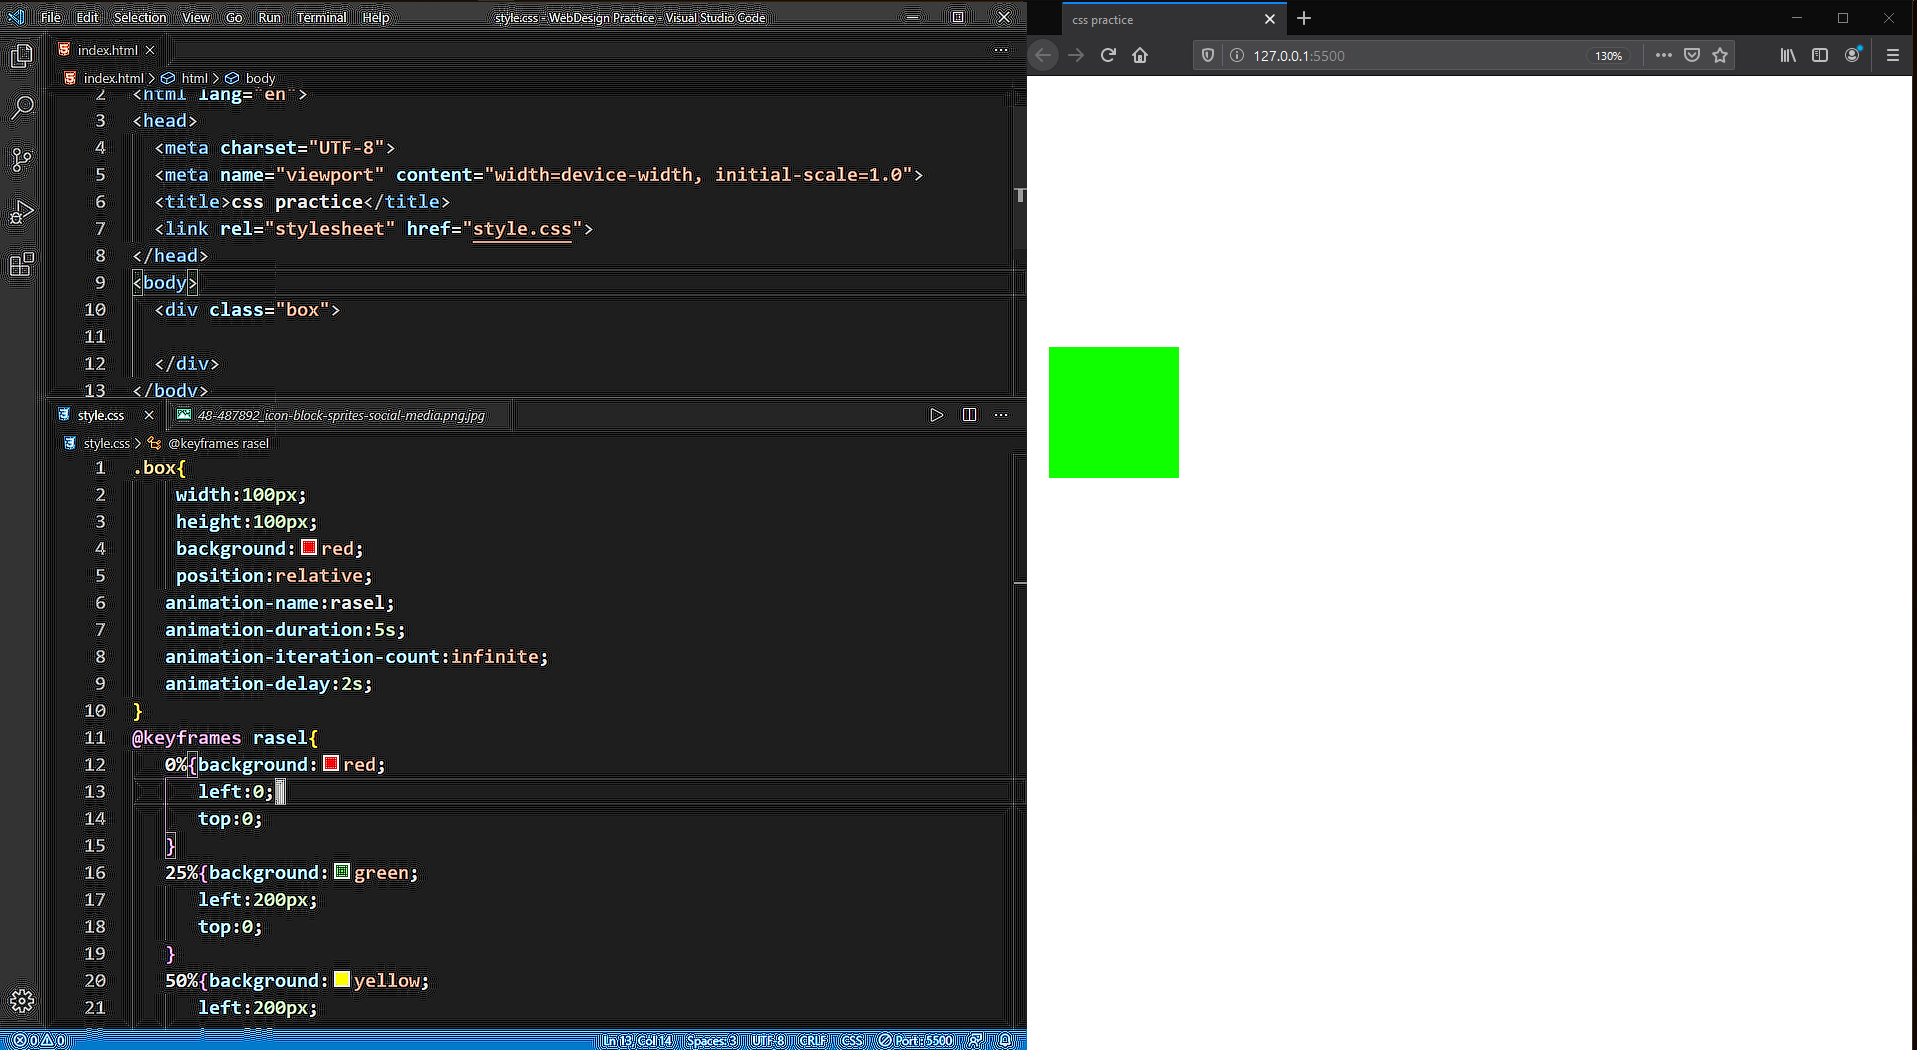 File Edit Selection View Go Run Terminal Help style.css - WebDesign Practice - Visual Studio Code
index.html
index.html > html > body
2 <html lang="en">
3 <head>
4 <meta charset="UTF-8">
5 <meta name="viewport" content="width=device-width, initial-scale=1.0">
6 <title>css practice</title>
7 <link rel="stylesheet" href="style.css">
8 </head>
9 <body>
10 <div class="box">
11
12 </div>
13 </body>
style.css 48-487892_icon-block-sprites-social-media.png.jpg
style.css > @keyframes rasel
1 .box{
2 width:100px;
3 height:100px;
4 background:red;
5 position:relative;
6 animation-name:rasel;
7 animation-duration:5s;
8 animation-iteration-count:infinite;
9 animation-delay:2s;
10 }
11 @keyframes rasel{
12 0%{background:red;
13 left:0;
14 top:0;
15 }
16 25%{background:green;
17 left:200px;
18 top:0;
19 }
20 50%{background:yellow;
21 left:200px;
0 0 Ln 13, Col 14 Spaces: 3 UTF-8 CRLF CSS Port : 5500
css practice
127.0.0.1:5500 130%